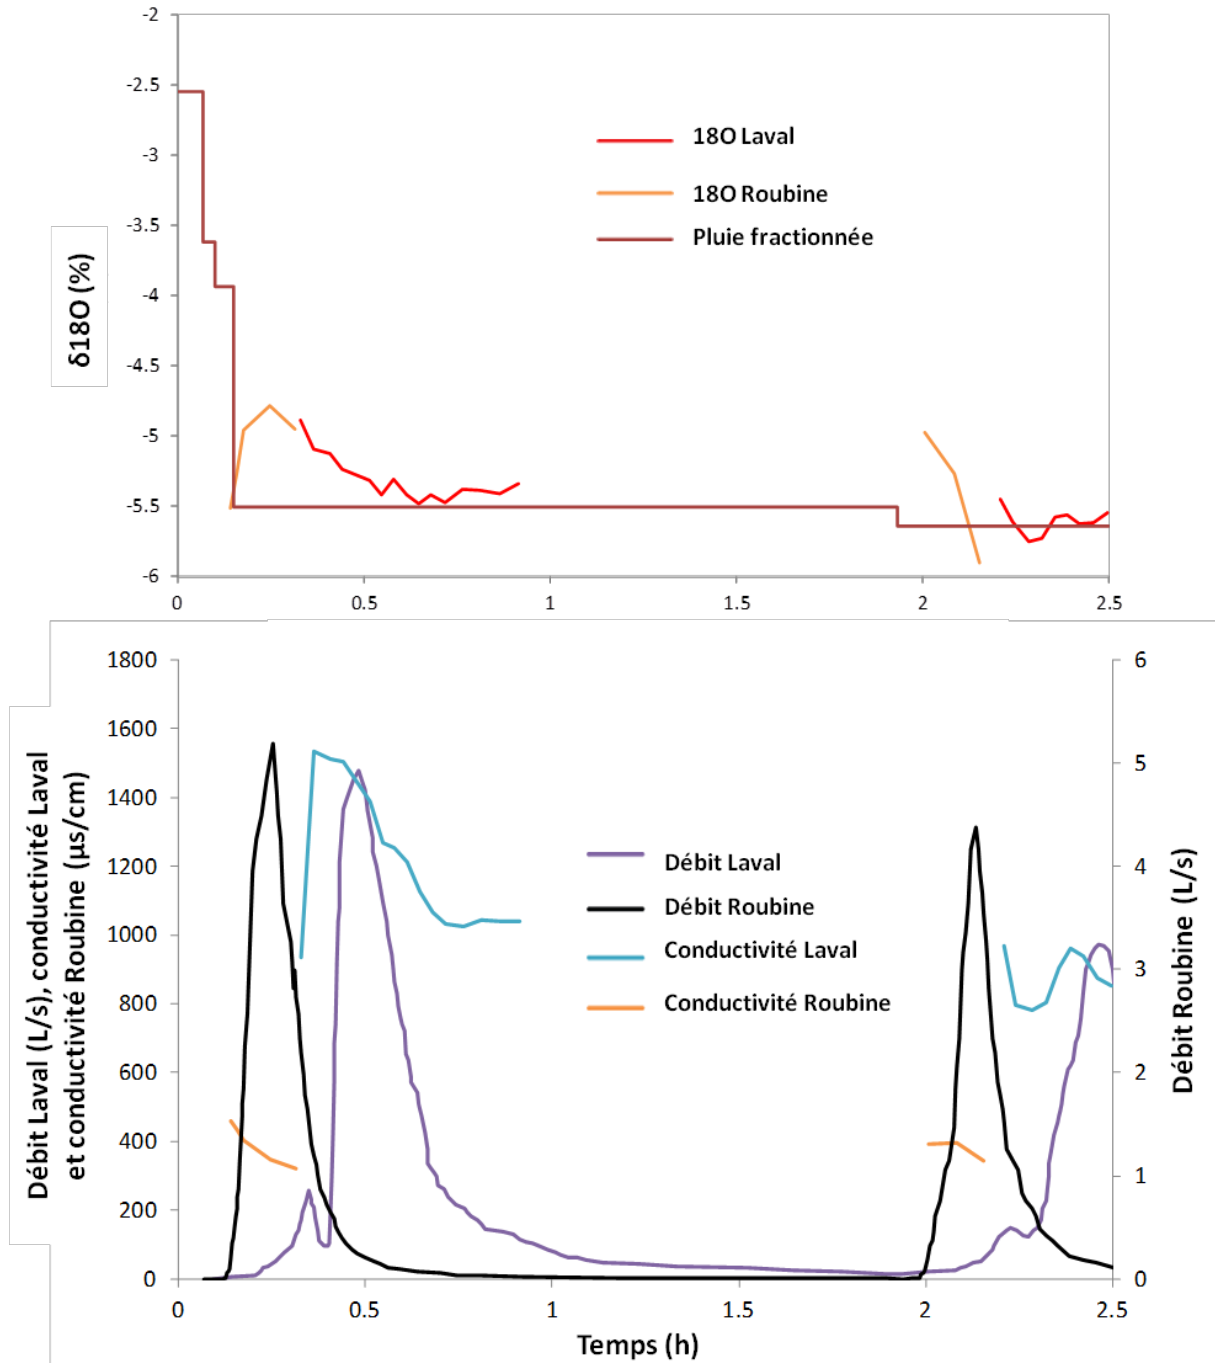 -2
-2.5
-3
-3.5
-4
-4.5
-5
-5.5
-6
δ18O (%)
18O Laval
18O Roubine
Pluie fractionnée
0 0.5 1 1.5 2 2.5
1800
1600
1400
1200
1000
800
600
400
200
0
Débit Laval (L/s), conductivité Laval
et conductivité Roubine (µs/cm)
Débit Laval
Débit Roubine
Conductivité Laval
Conductivité Roubine
6
5
4
3
2
1
0
Débit Roubine (L/s)
0 0.5 1 1.5 2 2.5
Temps (h)